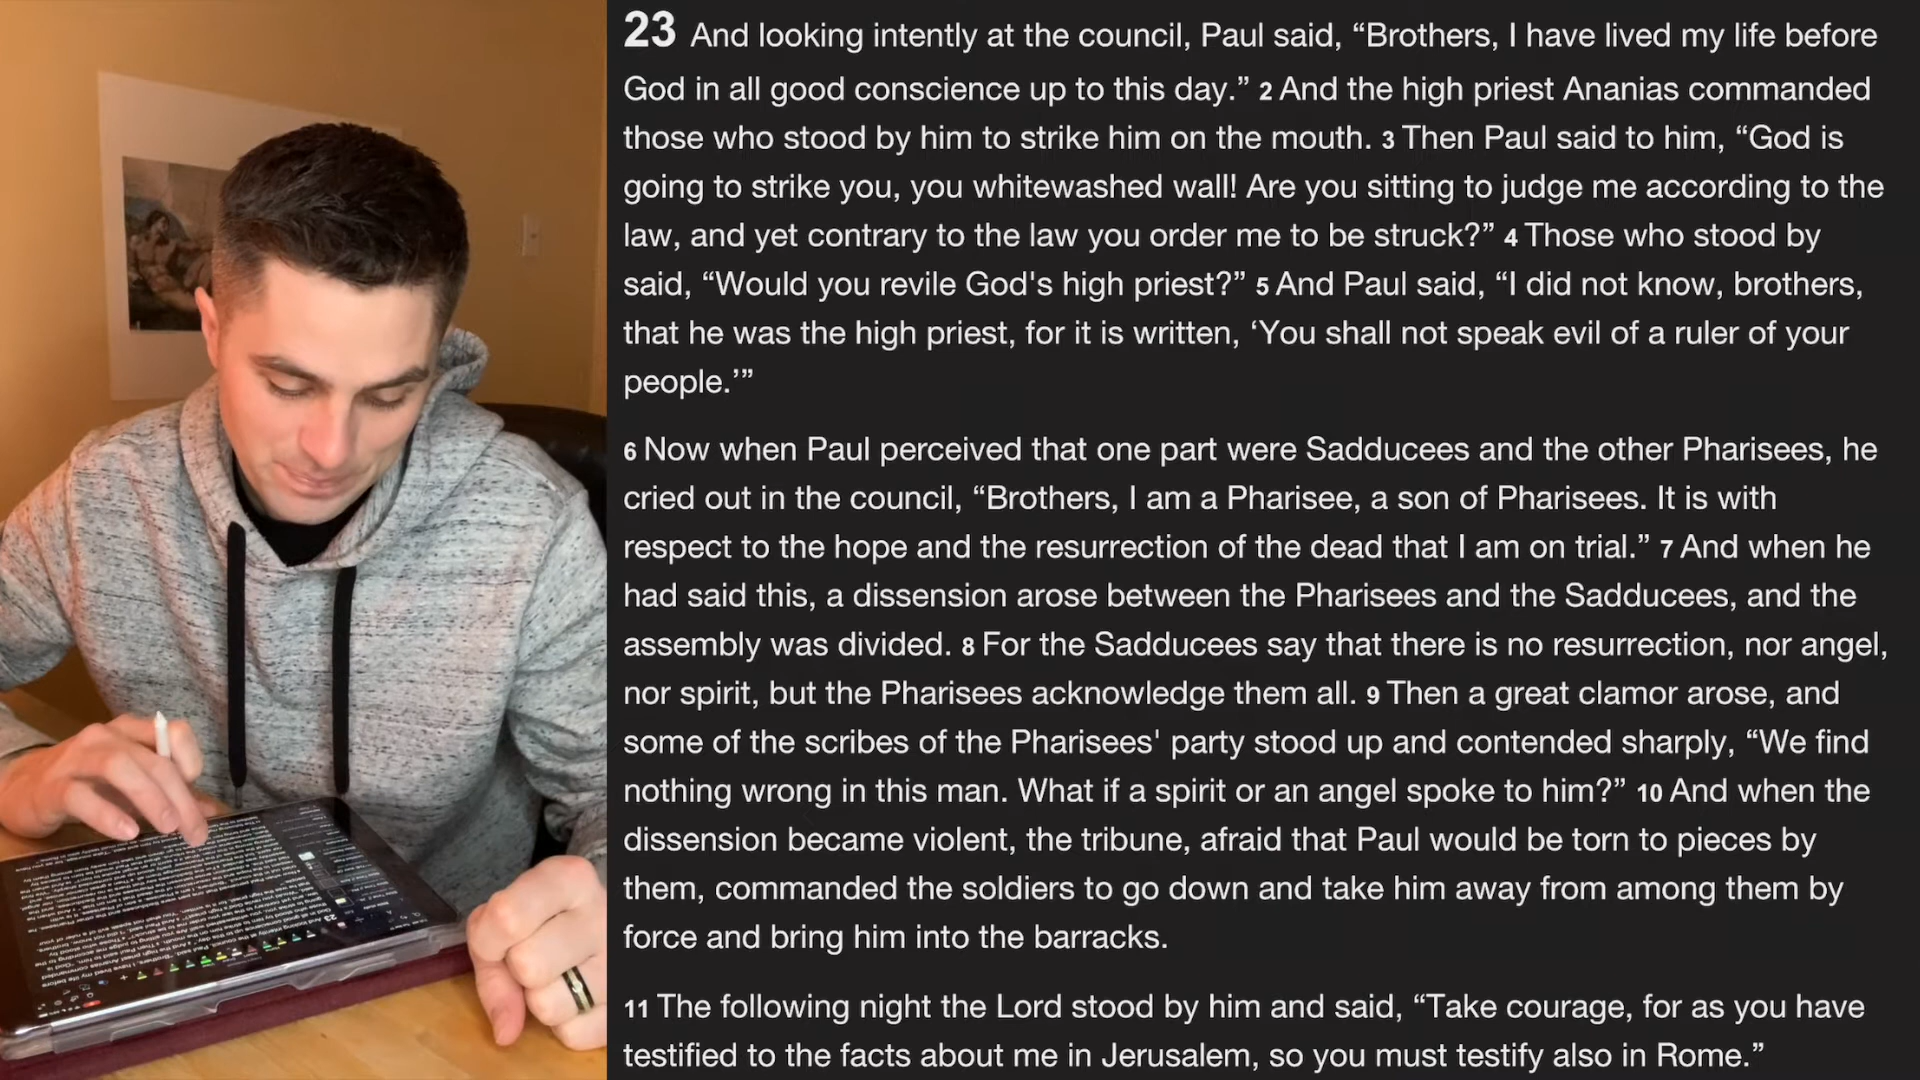 23 And looking intently at the council, Paul said, “Brothers, I have lived my life before
God in all good conscience up to this day.” 2 And the high priest Ananias commanded
those who stood by him to strike him on the mouth. 3 Then Paul said to him, “God is
going to strike you, you whitewashed wall! Are you sitting to judge me according to the
law, and yet contrary to the law you order me to be struck?” 4 Those who stood by
said, “Would you revile God's high priest?” 5 And Paul said, “I did not know, brothers,
that he was the high priest, for it is written, ‘You shall not speak evil of a ruler of your
people.’”
6 Now when Paul perceived that one part were Sadducees and the other Pharisees, he
cried out in the council, “Brothers, I am a Pharisee, a son of Pharisees. It is with
respect to the hope and the resurrection of the dead that I am on trial.” 7 And when he
had said this, a dissension arose between the Pharisees and the Sadducees, and the
assembly was divided. 8 For the Sadducees say that there is no resurrection, nor angel,
nor spirit, but the Pharisees acknowledge them all. 9 Then a great clamor arose, and
some of the scribes of the Pharisees' party stood up and contended sharply, “We find
nothing wrong in this man. What if a spirit or an angel spoke to him?” 10 And when the
dissension became violent, the tribune, afraid that Paul would be torn to pieces by
them, commanded the soldiers to go down and take him away from among them by
force and bring him into the barracks.
11 The following night the Lord stood by him and said, “Take courage, for as you have
testified to the facts about me in Jerusalem, so you must testify also in Rome.”